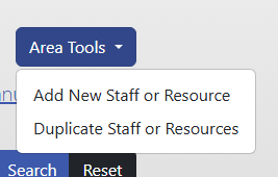 Area Tools
Add New Staff or Resource
Duplicate Staff or Resources
Search Reset